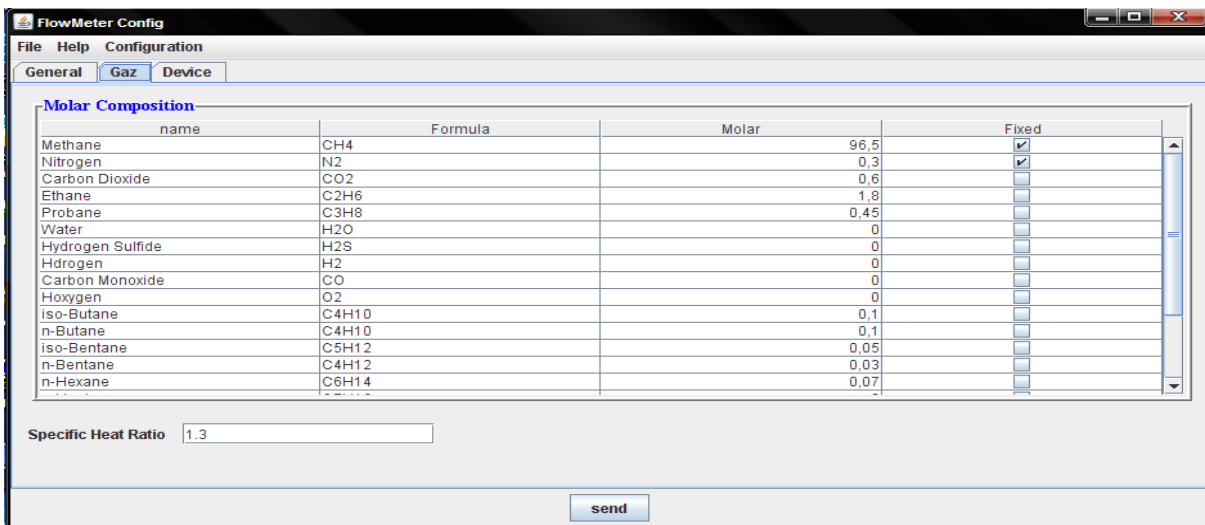 FlowMeter Config
File Help Configuration
General Gaz Device
Molar Composition
name Formula Molar Fixed
Methane CH4 96,5
Nitrogen N2 0,3
Carbon Dioxide CO2 0,6
Ethane C2H6 1,8
Probane C3H8 0,45
Water H2O 0
Hydrogen Sulfide H2S 0
Hdrogen H2 0
Carbon Monoxide CO 0
Hoxygen O2 0
iso-Butane C4H10 0,1
n-Butane C4H10 0,1
iso-Bentane C5H12 0,05
n-Bentane C4H12 0,03
n-Hexane C6H14 0,07
Specific Heat Ratio 1.3
send